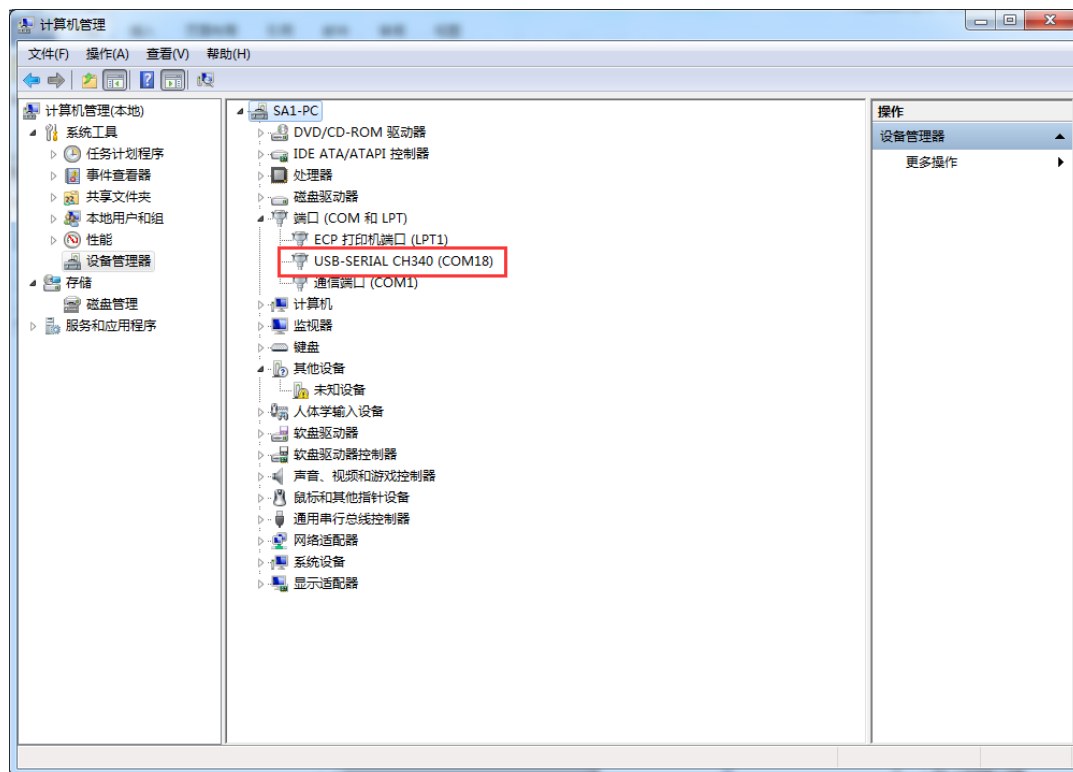 计算机管理
文件(F) 操作(A) 查看(V) 帮助(H)
计算机管理(本地)
系统工具
任务计划程序
事件查看器
共享文件夹
本地用户和组
性能
设备管理器
存储
磁盘管理
服务和应用程序
SA1-PC
DVD/CD-ROM 驱动器
IDE ATA/ATAPI 控制器
处理器
磁盘驱动器
端口 (COM 和 LPT)
ECP 打印机端口 (LPT1)
USB-SERIAL CH340 (COM18)
通信端口 (COM1)
计算机
监视器
键盘
其他设备
未知设备
人体学输入设备
软盘驱动器
软盘驱动器控制器
声音、视频和游戏控制器
鼠标和其他指针设备
通用串行总线控制器
网络适配器
系统设备
显示适配器
操作
设备管理器
更多操作